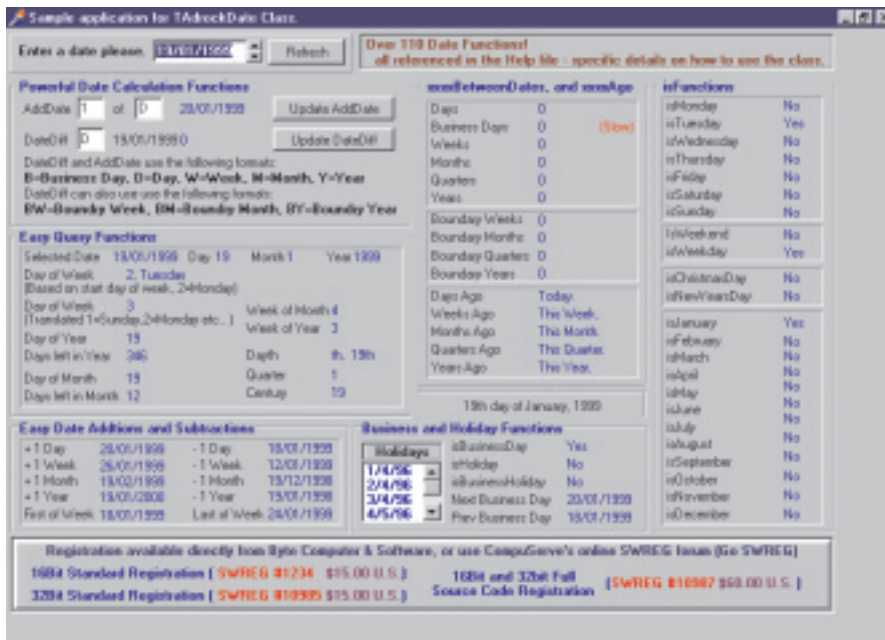 Sample application for TAdrockDate Class.
Enter a date please. 19/01/1999 Refresh
Over 110 Date Functions!
all referenced in the Help file - specific details on how to use the class.
Powerful Date Calculation Functions
AddDate 1 of D 20/01/1999 Update AddDate
DateDiff D 19/01/1999 0 Update DateDiff
DateDiff and AddDate use the following formats:
B=Business Day, D=Day, W=Week, M=Month, Y=Year
DateDiff can also use use the following formats:
BW=Boundry Week, BM=Boundry Month, BY=Boundry Year
Easy Query Functions
Selected Date 19/01/1999 Day 19 Month 1 Year 1999
Day of Week 2, Tuesday
(Based on start day of week, 2=Monday)
Day of Week 3
(Translated 1=Sunday,2=Monday etc.. )
Day of Year 19
Days left in Year 346
Day of Month 19
Days left in Month 12
Week of Month 4
Week of Year 3
Dayth th, 19th
Quarter 1
Century 19
Easy Date Addtions and Subtractions
+ 1 Day 20/01/1999 - 1 Day 18/01/1999
+ 1 Week 26/01/1999 - 1 Week 12/01/1999
+ 1 Month 19/02/1999 - 1 Month 19/12/1998
+ 1 Year 19/01/2000 - 1 Year 19/01/1998
First of Week 18/01/1999 Last of Week 24/01/1999
xxxxBetweenDates, and xxxxAgo
Days 0
Business Days 0 (Slow)
Weeks 0
Months 0
Quarters 0
Years 0
Bounday Weeks 0
Bounday Months 0
Bounday Quarters 0
Bounday Years 0
Days Ago Today.
Weeks Ago This Week.
Months Ago This Month.
Quarters Ago This Quarter.
Years Ago This Year.
19th day of January, 1999
Business and Holiday Functions
Holidays
1/4/96
2/4/96
3/4/96
4/5/96
isBusinessDay Yes
isHoliday No
isBusinessHoliday No
Next Business Day 20/01/1999
Prev Business Day 18/01/1999
isFunctions
isMonday No
isTuesday Yes
isWednesday No
isThursday No
isFriday No
isSaturday No
isSunday No
IsWeekend No
isWeekday Yes
isChristmasDay No
isNewYearsDay No
isJanuary Yes
isFebruary No
isMarch No
isApril No
isMay No
isJune No
isJuly No
isAugust No
isSeptember No
isOctober No
isNovember No
isDecember No
Registration available directly from Byte Computer & Software, or use CompuServe's online SWREG forum (Go SWREG)
16Bit Standard Registration ( SWREG #1234 $15.00 U.S. )
32Bit Standard Registration ( SWREG #10985 $15.00 U.S. )
16Bit and 32bit Full
Source Code Registration (SWREG #10987 $60.00 U.S. )